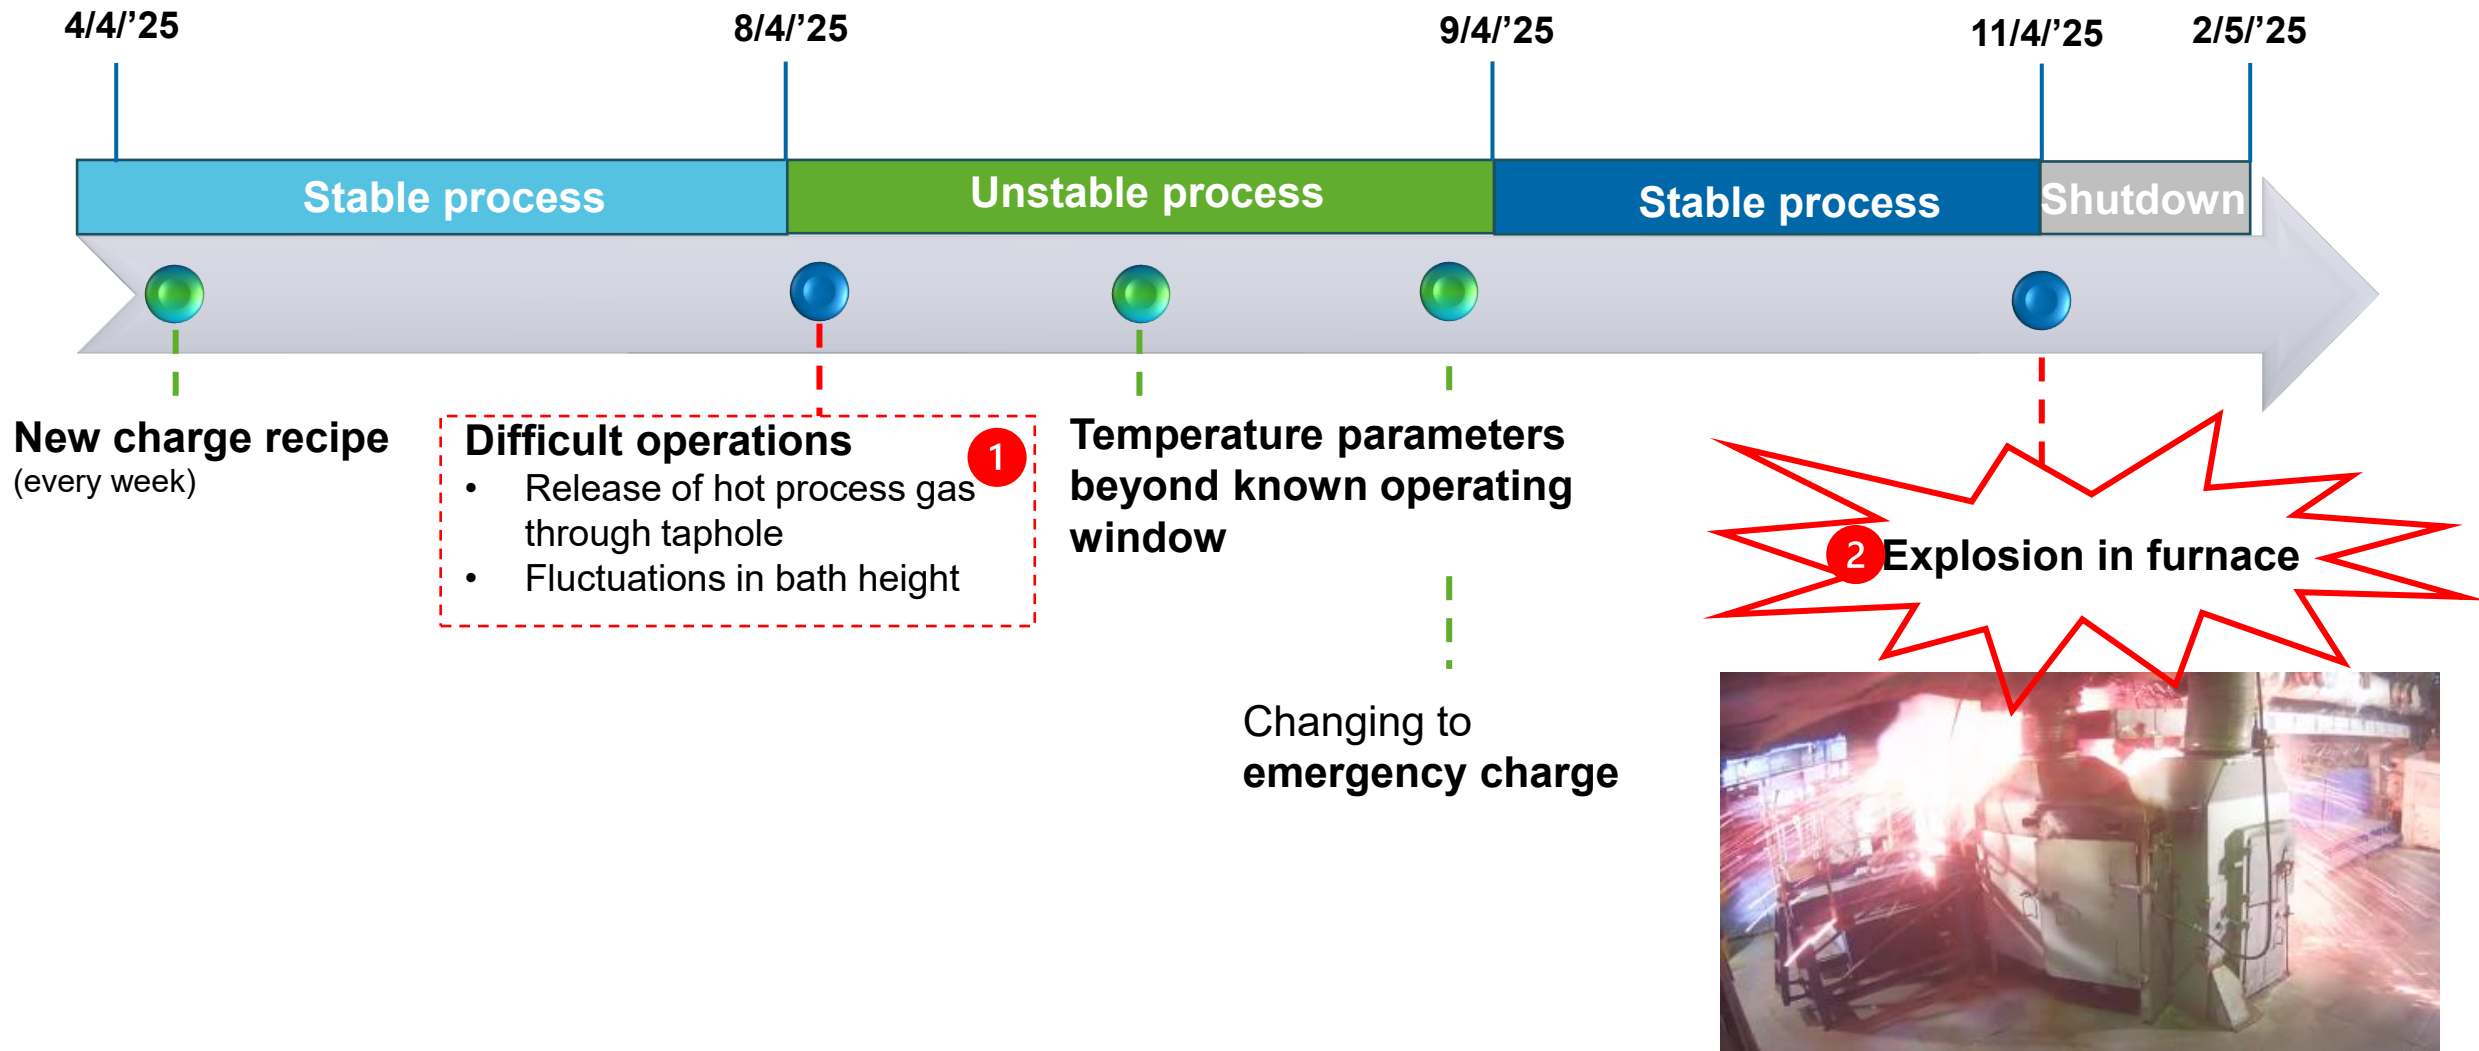 4/4/’25
8/4/’25
9/4/’25
11/4/’25
2/5/’25
Stable process
Unstable process
Stable process
Shutdown
New charge recipe
(every week)
Difficult operations
1
• Release of hot process gas
through taphole
• Fluctuations in bath height
Temperature parameters
beyond known operating
window
Changing to
emergency charge
2
Explosion in furnace